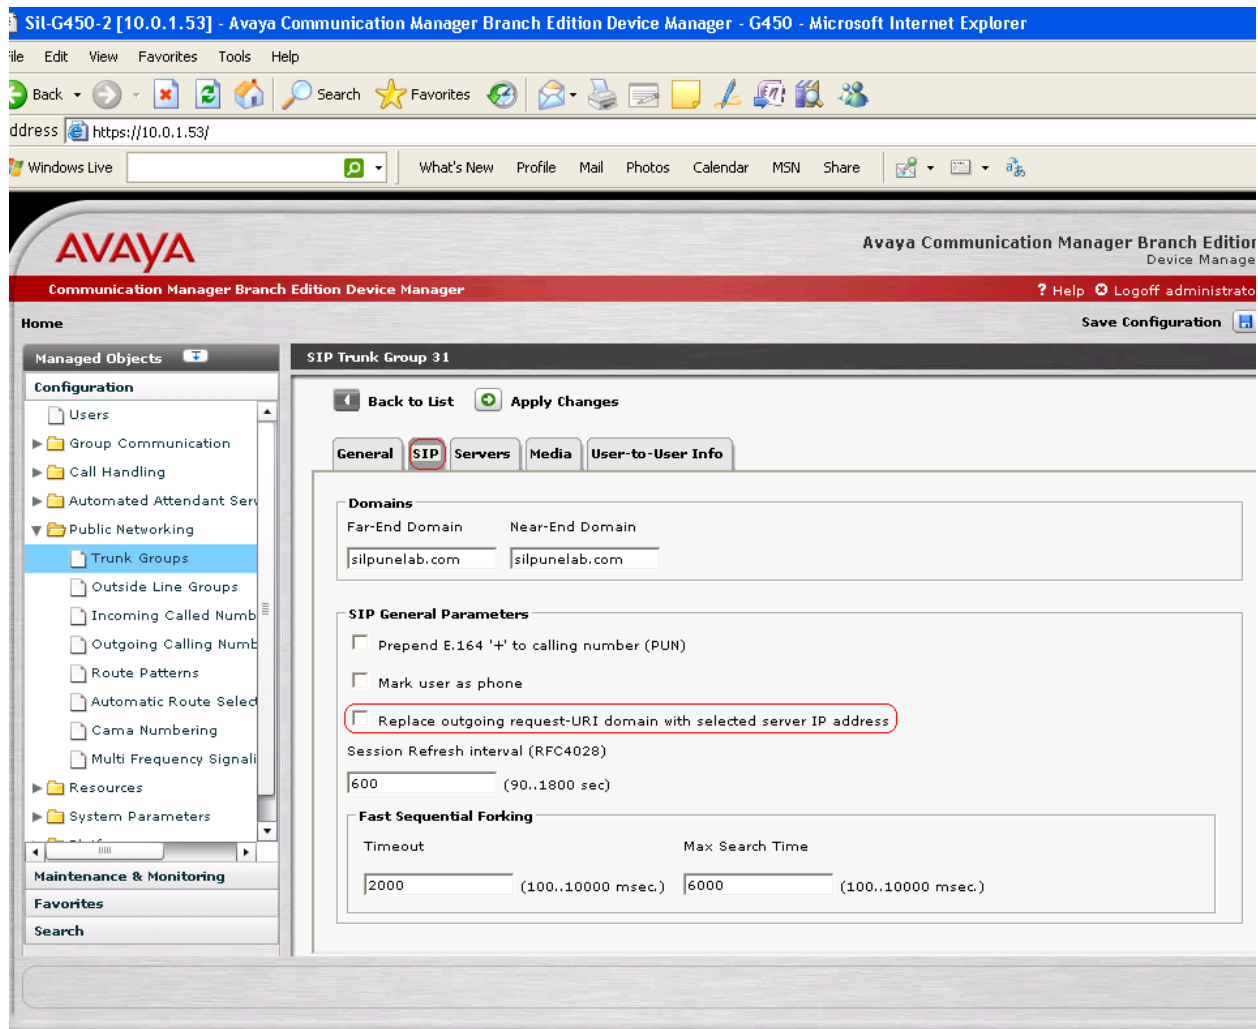 Sil-G450-2 [10.0.1.53] - Avaya Communication Manager Branch Edition Device Manager - G450 - Microsoft Internet Explorer
ile Edit View Favorites Tools Help
Back Search Favorites
ddress https://10.0.1.53/
Windows Live What's New Profile Mail Photos Calendar MSN Share
AVAYA
Avaya Communication Manager Branch Edition
Device Manage
Communication Manager Branch Edition Device Manager ? Help Logoff administrato
Home Save Configuration
Managed Objects
Configuration
Users
Group Communication
Call Handling
Automated Attendant Serv
Public Networking
Trunk Groups
Outside Line Groups
Incoming Called Numb
Outgoing Calling Numb
Route Patterns
Automatic Route Select
Cama Numbering
Multi Frequency Signali
Resources
System Parameters
Maintenance & Monitoring
Favorites
Search
SIP Trunk Group 31
Back to List Apply Changes
General SIP Servers Media User-to-User Info
Domains
Far-End Domain Near-End Domain
silpunelab.com silpunelab.com
SIP General Parameters
Prepend E.164 '+' to calling number (PUN)
Mark user as phone
Replace outgoing request-URI domain with selected server IP address
Session Refresh interval (RFC4028)
600 (90..1800 sec)
Fast Sequential Forking
Timeout Max Search Time
2000 (100..10000 msec.) 6000 (100..10000 msec.)